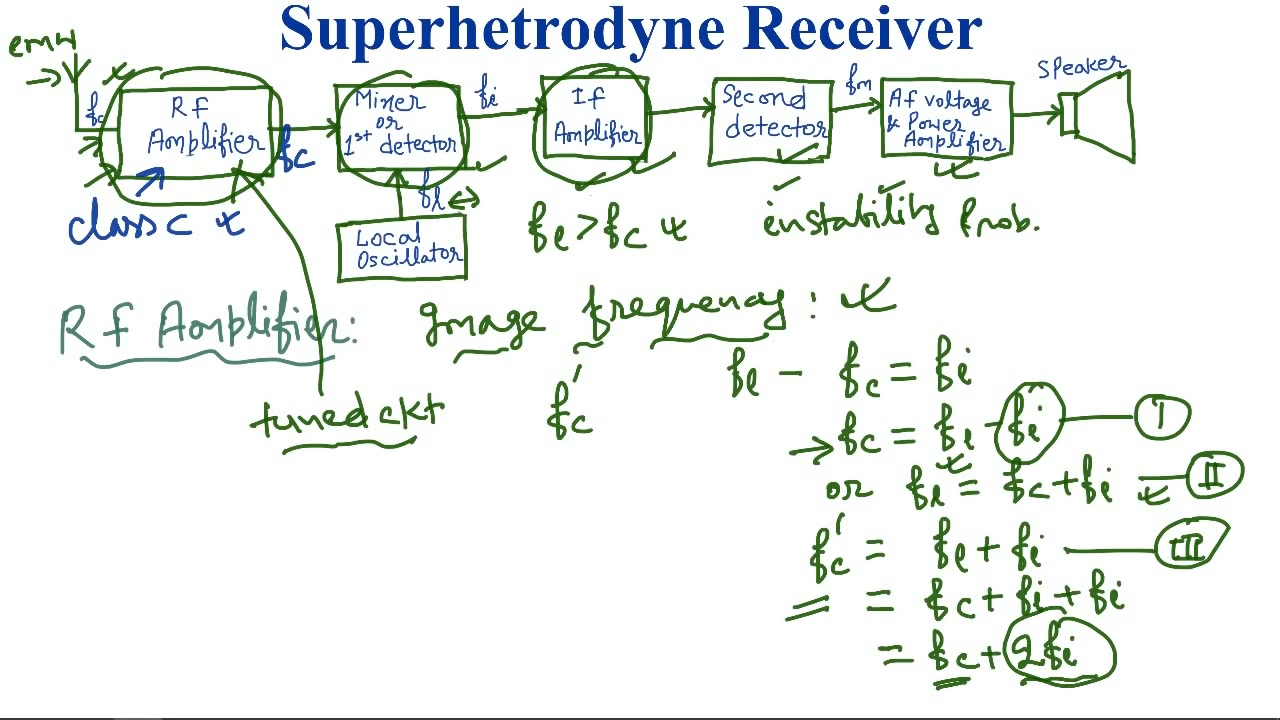 Superhetrodyne Receiver
emw
fc
Rf
Amplifier
fc
Mixer
or
1st detector
fi
If
Amplifier
Second
detector
fm
Af voltage
& Power
Amplifier
Speaker
fl
Local
Oscillator
class c
fl > fc
instability Prob.
Rf Amplifier:
Image frequency:
tuned ckt
fc'
fl - fc = fi
fc = fl - fi I
or fl = fc + fi II
fc' = fl + fi III
= fc + fi + fi
= fc + 2fi